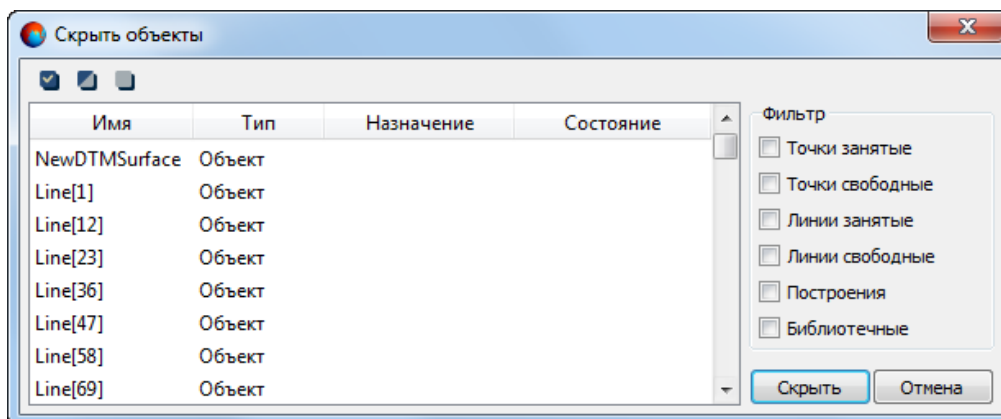 Скрыть объекты
Имя Тип Назначение Состояние
NewDTMSurface Объект
Line[1] Объект
Line[12] Объект
Line[23] Объект
Line[36] Объект
Line[47] Объект
Line[58] Объект
Line[69] Объект
Фильтр
Точки занятые
Точки свободные
Линии занятые
Линии свободные
Построения
Библиотечные
Скрыть Отмена